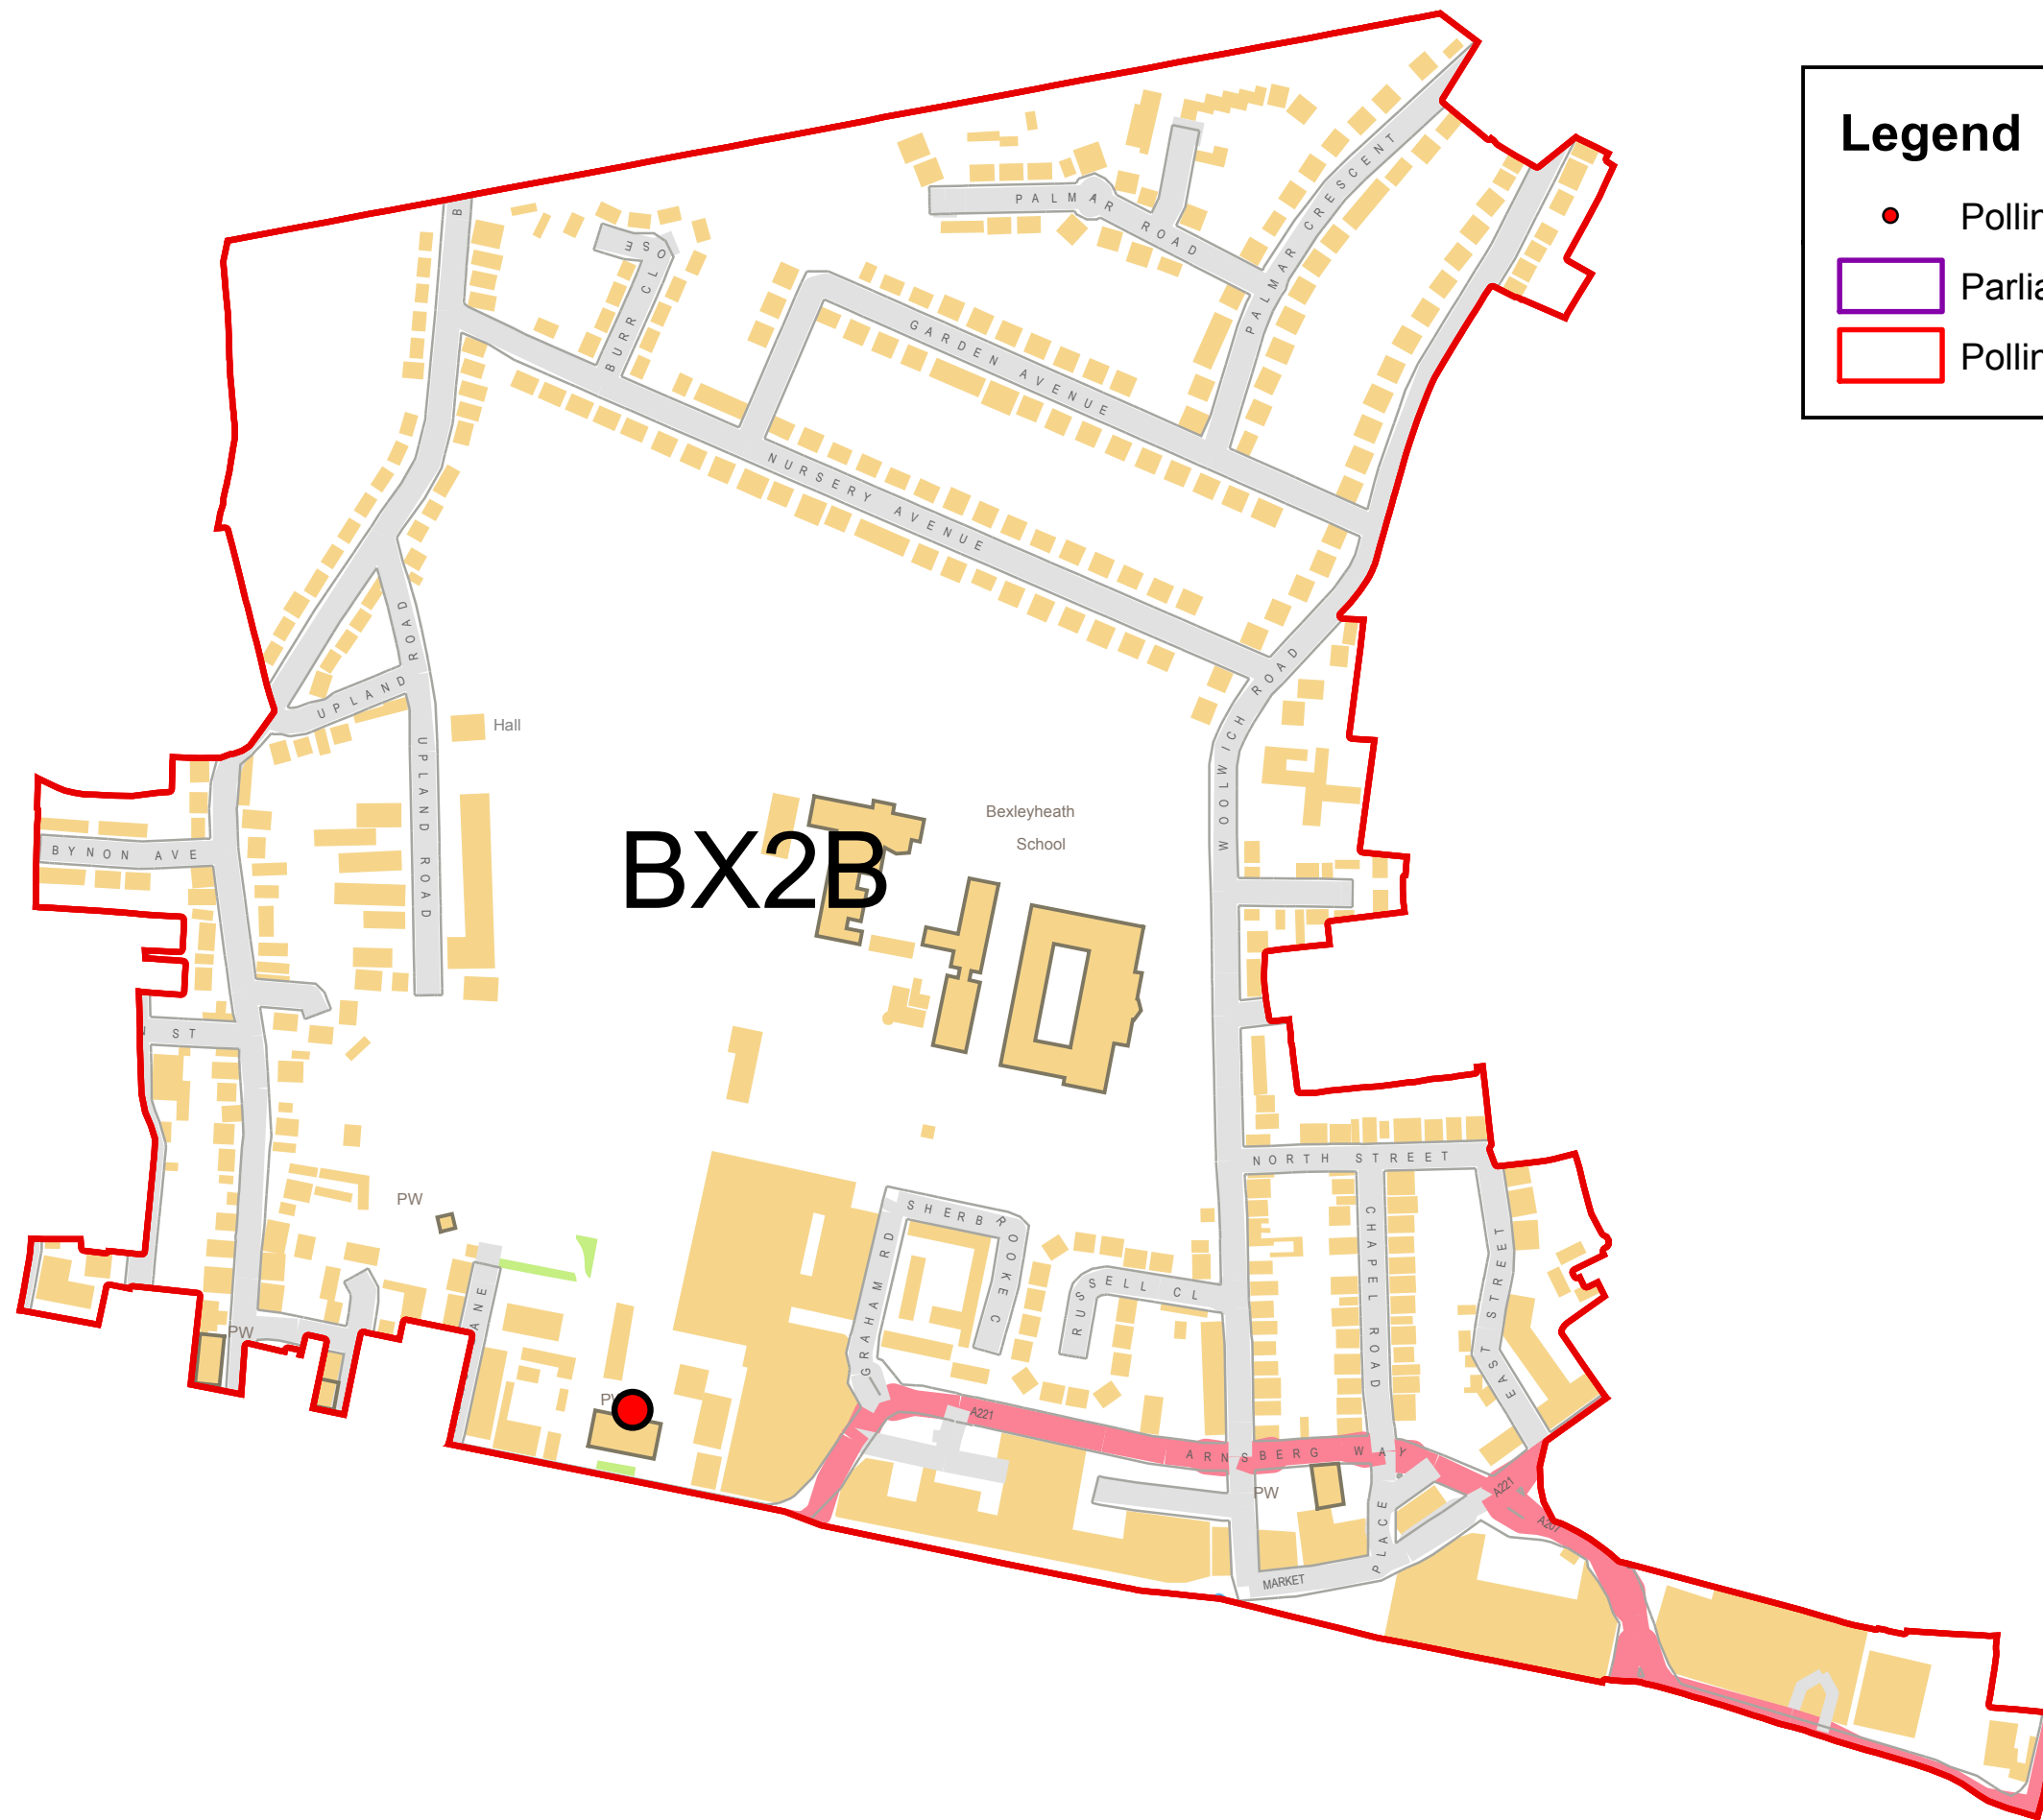 Legend
Pollin
Parlia
Pollin
B
PALMAR ROAD
PALMAR CRESCENT
BURR CLOSE
GARDEN AVENUE
NURSERY AVENUE
UPLAND ROAD
UPLAND ROAD
Hall
WOOLWICH ROAD
Bexleyheath
School
BX2B
BYNON AVE
ST
NORTH STREET
PW
SHERBROOKE C
GRAHAM RD
RUSSELL CL
CHAPEL ROAD
EAST STREET
ANE
PW
PW
A221
ARNSBERG WAY
A221
PW
A207
PLACE
MARKET